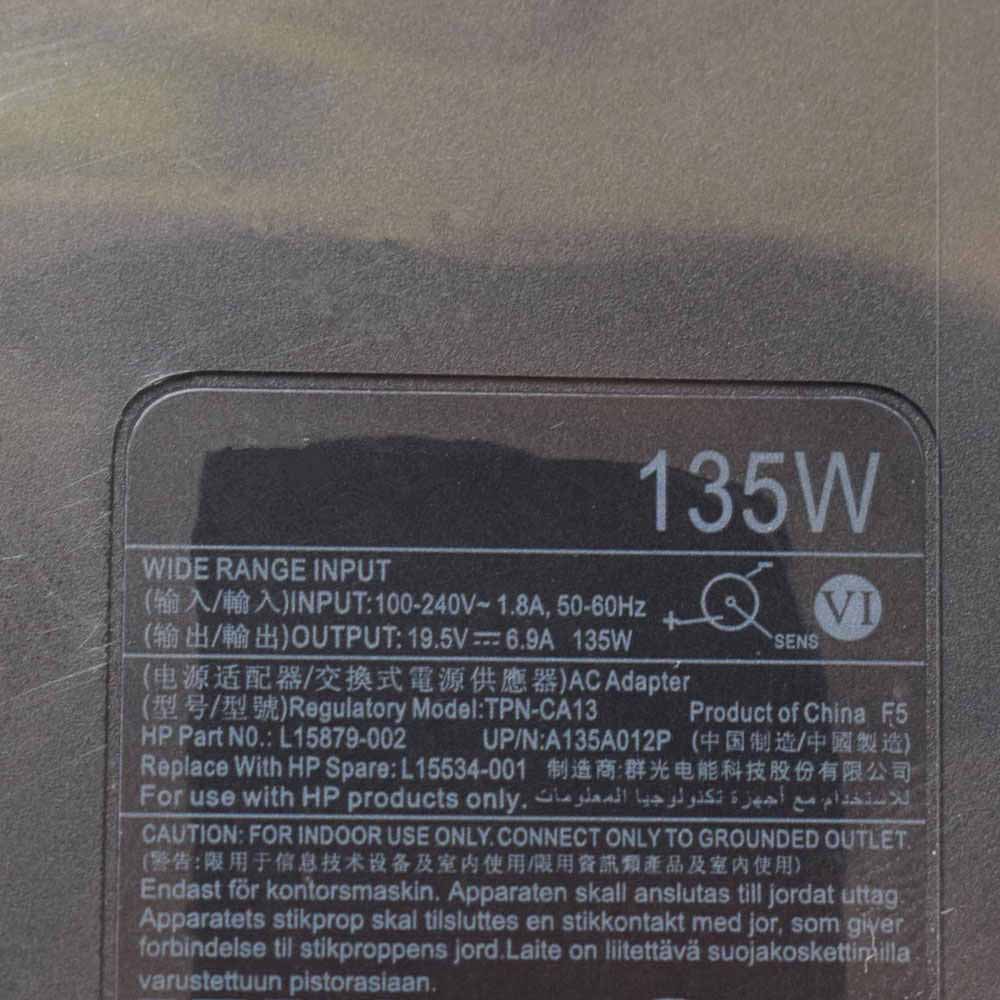 135W
WIDE RANGE INPUT
(输入/輸入)INPUT:100-240V~ 1.8A, 50-60Hz
(输出/輸出)OUTPUT: 19.5V⎓6.9A 135W
+ SENS
VI
(电源适配器/交換式電源供應器)AC Adapter
(型号/型號)Regulatory Model:TPN-CA13 Product of China F5
HP Part NO.: L15879-002 UP/N:A135A012P (中国制造/中國製造)
Replace With HP Spare: L15534-001 制造商:群光电能科技股份有限公司
For use with HP products only. للاستخدام مع أجهزة تكنولوجيا المعلومات
CAUTION: FOR INDOOR USE ONLY.CONNECT ONLY TO GROUNDED OUTLET.
(警告:限用于信息技术设备及室内使用/限用資訊類產品及室內使用)
Endast för kontorsmaskin. Apparaten skall anslutas till jordat uttag.
Apparatets stikprop skal tilsluttes en stikkontakt med jor, som giver
forbindelse til stikproppens jord.Laite on liitettävä suojakoskettimilla
varustettuun pistorasiaan.